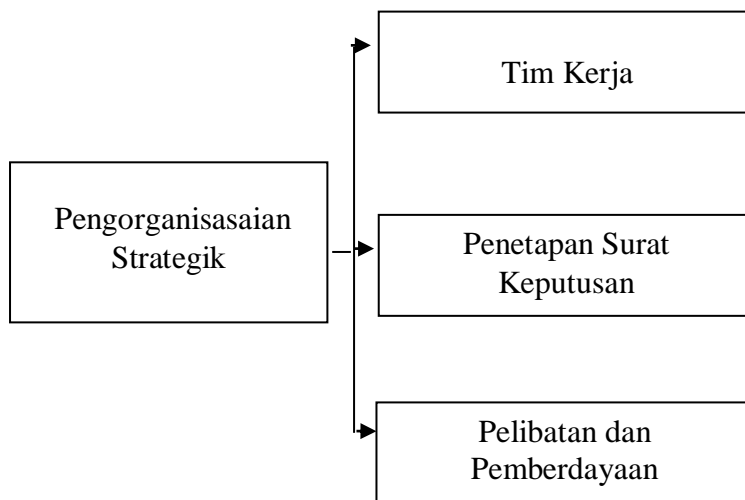 Tim Kerja
Pengorganisasaian
Strategik
Penetapan Surat
Keputusan
Pelibatan dan
Pemberdayaan